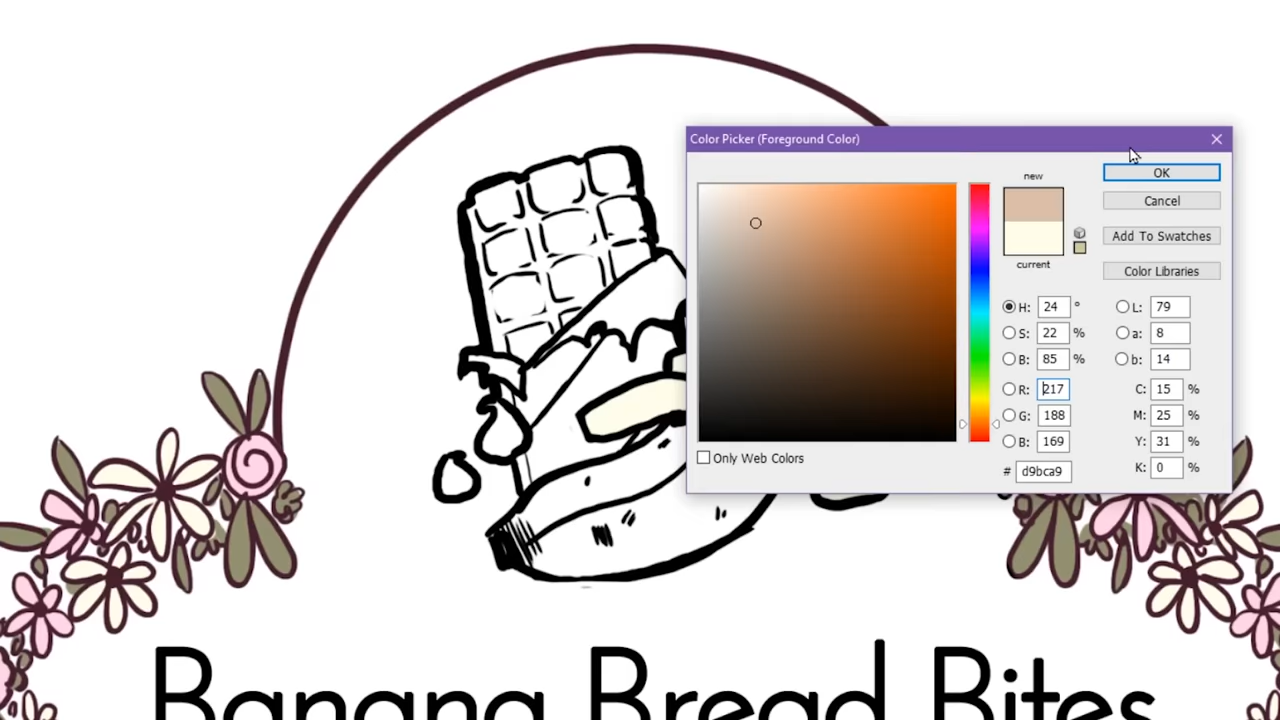 Color Picker (Foreground Color)
new
current
OK
Cancel
Add To Swatches
Color Libraries
H: 24 °
S: 22 %
B: 85 %
R: 217
G: 188
B: 169
# d9bca9
L: 79
a: 8
b: 14
C: 15 %
M: 25 %
Y: 31 %
K: 0 %
Only Web Colors
Banana Bread Bites